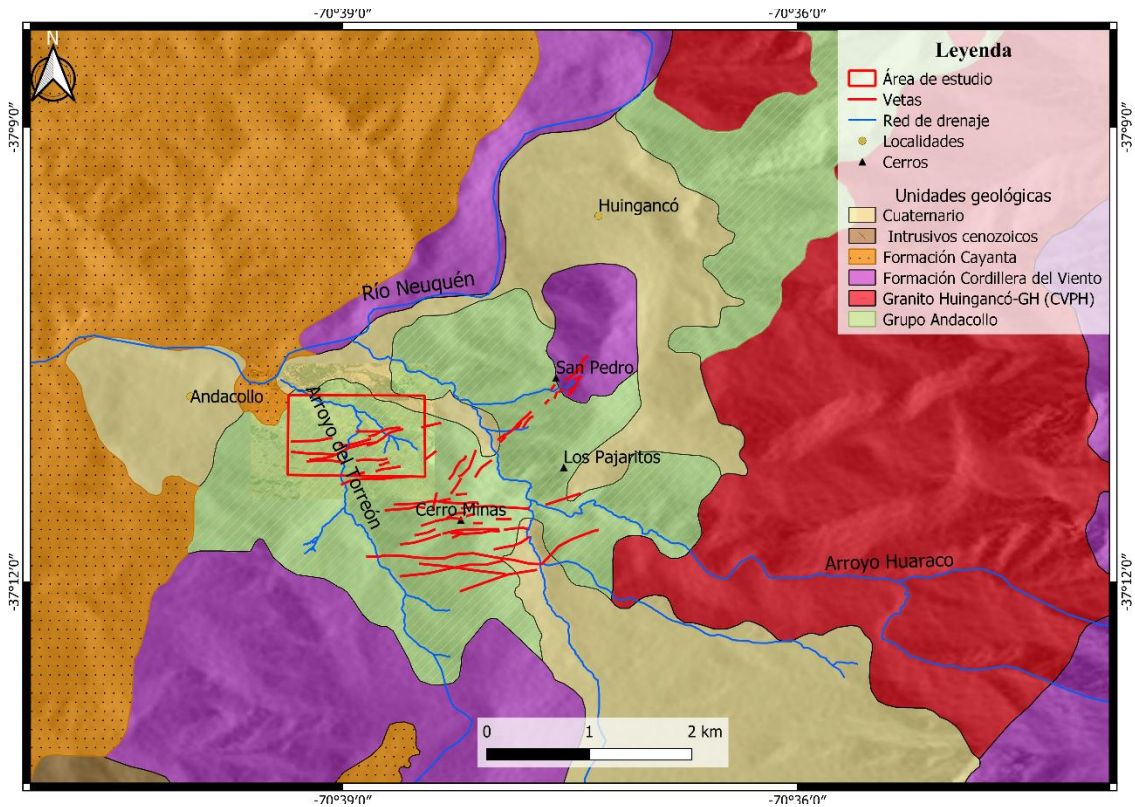 -70°39'0"
-70°36'0"
N
Leyenda
Área de estudio
Vetas
Red de drenaje
Localidades
Cerros
Unidades geológicas
Cuaternario
Intrusivos cenozoicos
Formación Cayanta
Formación Cordillera del Viento
Granito Huingancó-GH (CVPH)
Grupo Andacollo
-37°9'0"
-37°9'0"
Huingancó
Río Neuquén
San Pedro
Andacollo
Arroyo del Torreón
Los Pajaritos
Cerro Minas
Arroyo Huaraco
-37°12'0"
-37°12'0"
0 1 2 km
-70°39'0"
-70°36'0"